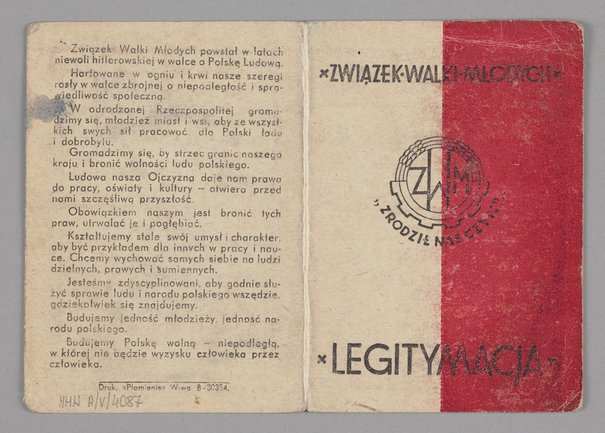 Związek Walki Młodych powstał w latach
niewoli hitlerowskiej w walce o Polskę Ludową.
Hartowane w ogniu i krwi nasze szeregi
rosły w walce zbrojnej o niepodległość i spra-
wiedliwość społeczną.
W odrodzonej Rzeczpospolitej groma-
dzimy się, młodzież miast i wsi, aby ze wszyst-
kich swych sił pracować dla Polski ładu
i dobrobytu.
Gromadzimy się, by strzec granic naszego
kraju i bronić wolności ludu polskiego.
Ludowa nasza Ojczyzna daje nam prawa
do pracy, oświaty i kultury – otwiera przed
nami szczęśliwą przyszłość.
Obowiązkiem naszym jest bronić tych
praw, utrwalać je i pogłębiać.
Kształtujemy stale swój umysł i charakter,
aby być przykładem dla innych w pracy i nau-
ce. Chcemy wychować samych siebie na ludzi
dzielnych, prawych i sumiennych.
Jesteśmy zdyscyplinowani, aby godnie słu-
żyć sprawie ludu i narodu polskiego wszędzie,
gdziekolwiek się znajdujemy.
Budujemy jedność młodzieży, jedność na-
rodu polskiego.
Budujemy Polskę wolną – niepodległą,
w której nie będzie wyzysku człowieka przez
człowieka.
Druk. «Płomienie» W-wa B-30354.
MHN A/V/4087
ZWIĄZEK·WALKI·MŁODYCH
ZWM
„ZRODZIŁ NAS CZYN"
LEGITYMACJA